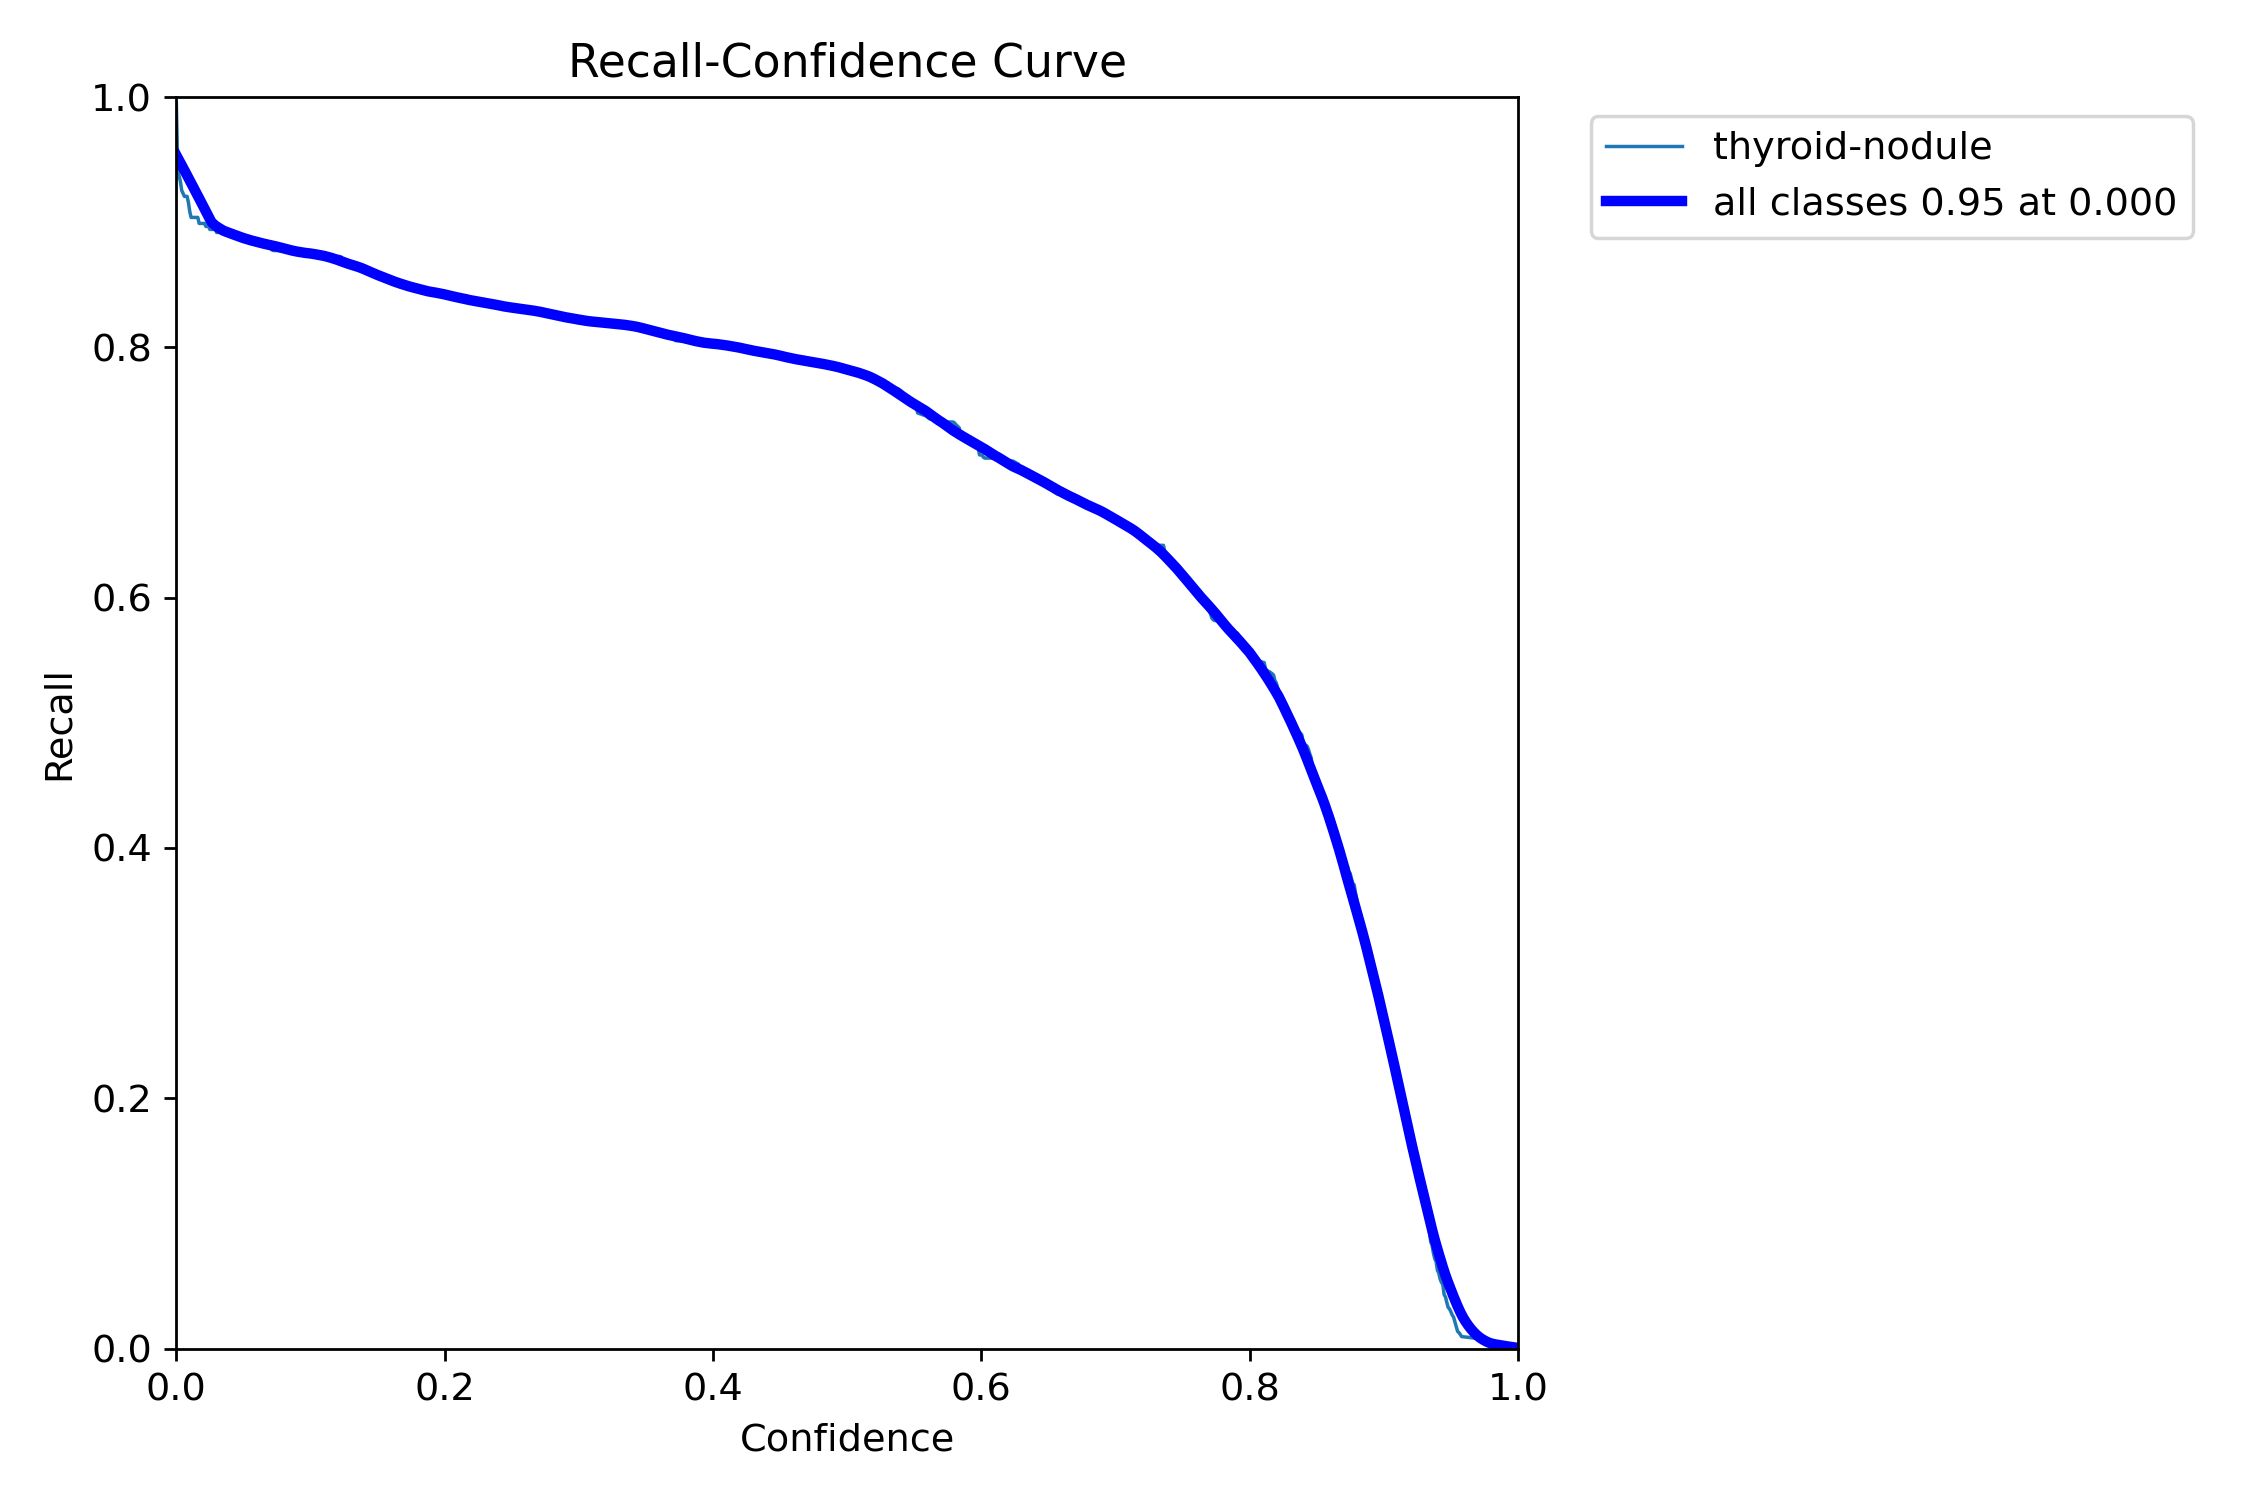 Recall-Confidence Curve
1.0
0.8
0.6
0.4
0.2
0.0
Recall
0.0 0.2 0.4 0.6 0.8 1.0
Confidence
thyroid-nodule
all classes 0.95 at 0.000